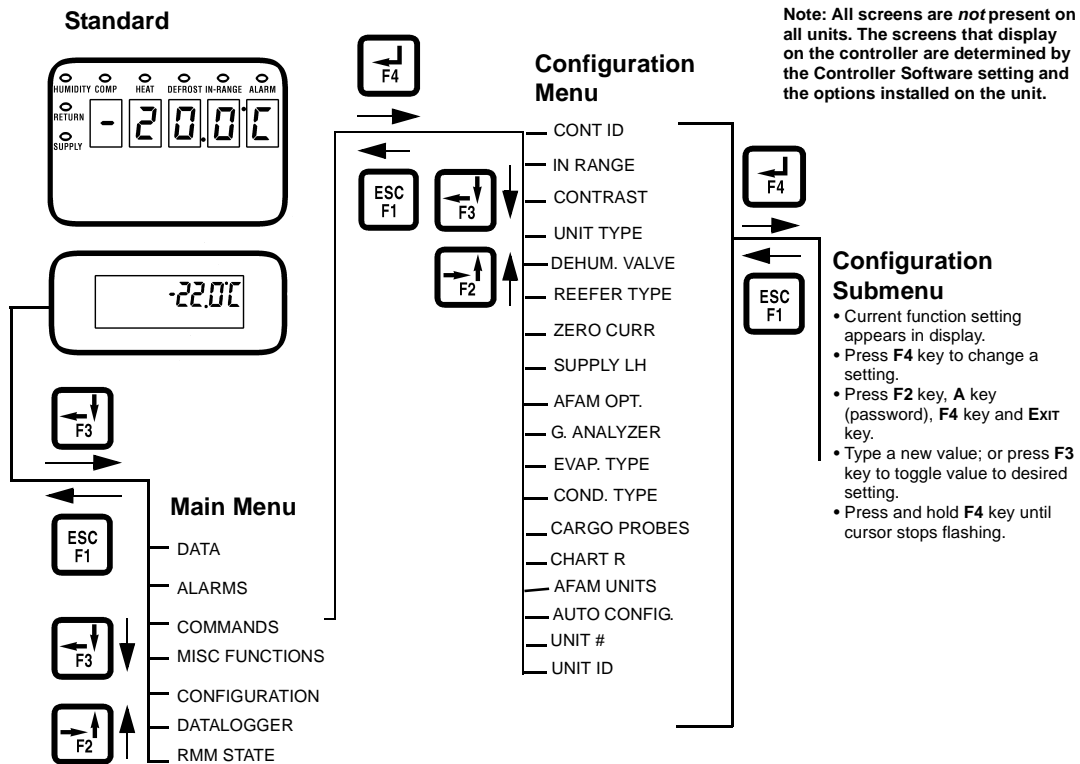 Standard
HUMIDITY COMP HEAT DEFROST IN-RANGE ALARM
RETURN
SUPPLY
- 20.0°C
-22.0°C
F3
ESC
F1
Main Menu
DATA
ALARMS
COMMANDS
MISC FUNCTIONS
CONFIGURATION
DATALOGGER
RMM STATE
F3
F2
F4
ESC
F1
F3
F2
Configuration
Menu
CONT ID
IN RANGE
CONTRAST
UNIT TYPE
DEHUM. VALVE
REEFER TYPE
ZERO CURR
SUPPLY LH
AFAM OPT.
G. ANALYZER
EVAP. TYPE
COND. TYPE
CARGO PROBES
CHART R
AFAM UNITS
AUTO CONFIG.
UNIT #
UNIT ID
Note: All screens are not present on
all units. The screens that display
on the controller are determined by
the Controller Software setting and
the options installed on the unit.
F4
ESC
F1
Configuration
Submenu
• Current function setting
appears in display.
• Press F4 key to change a
setting.
• Press F2 key, A key
(password), F4 key and EXIT
key.
• Type a new value; or press F3
key to toggle value to desired
setting.
• Press and hold F4 key until
cursor stops flashing.